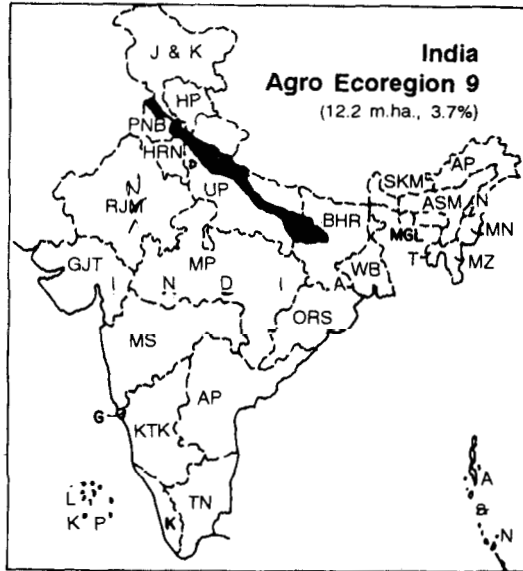 India
Agro Ecoregion 9
(12.2 m.ha., 3.7%)
J & K
HP
PNB
HRN
D
UP
RJM
N
SKM
AP
ASM
N
BHR
MGL
MN
GJT
MP
WB
T
MZ
I N D I A
ORS
MS
AP
G
KTK
L
K P
K
TN
A
&
N